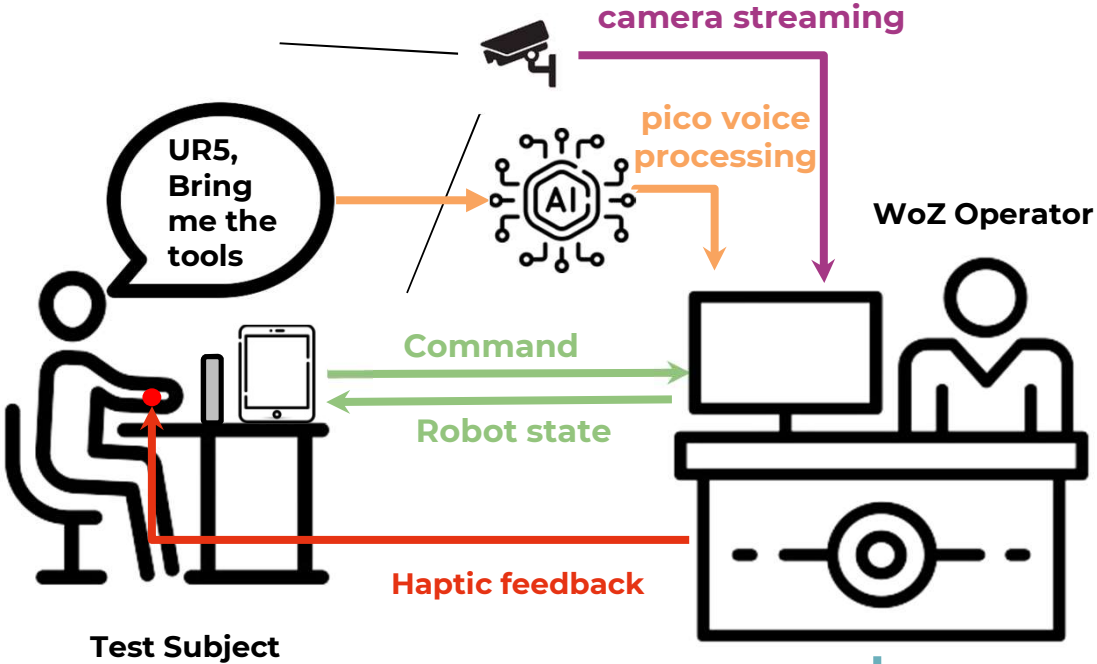 camera streaming
pico voice
processing
UR5,
Bring
me the
tools
AI
WoZ Operator
Command
Robot state
Haptic feedback
Test Subject